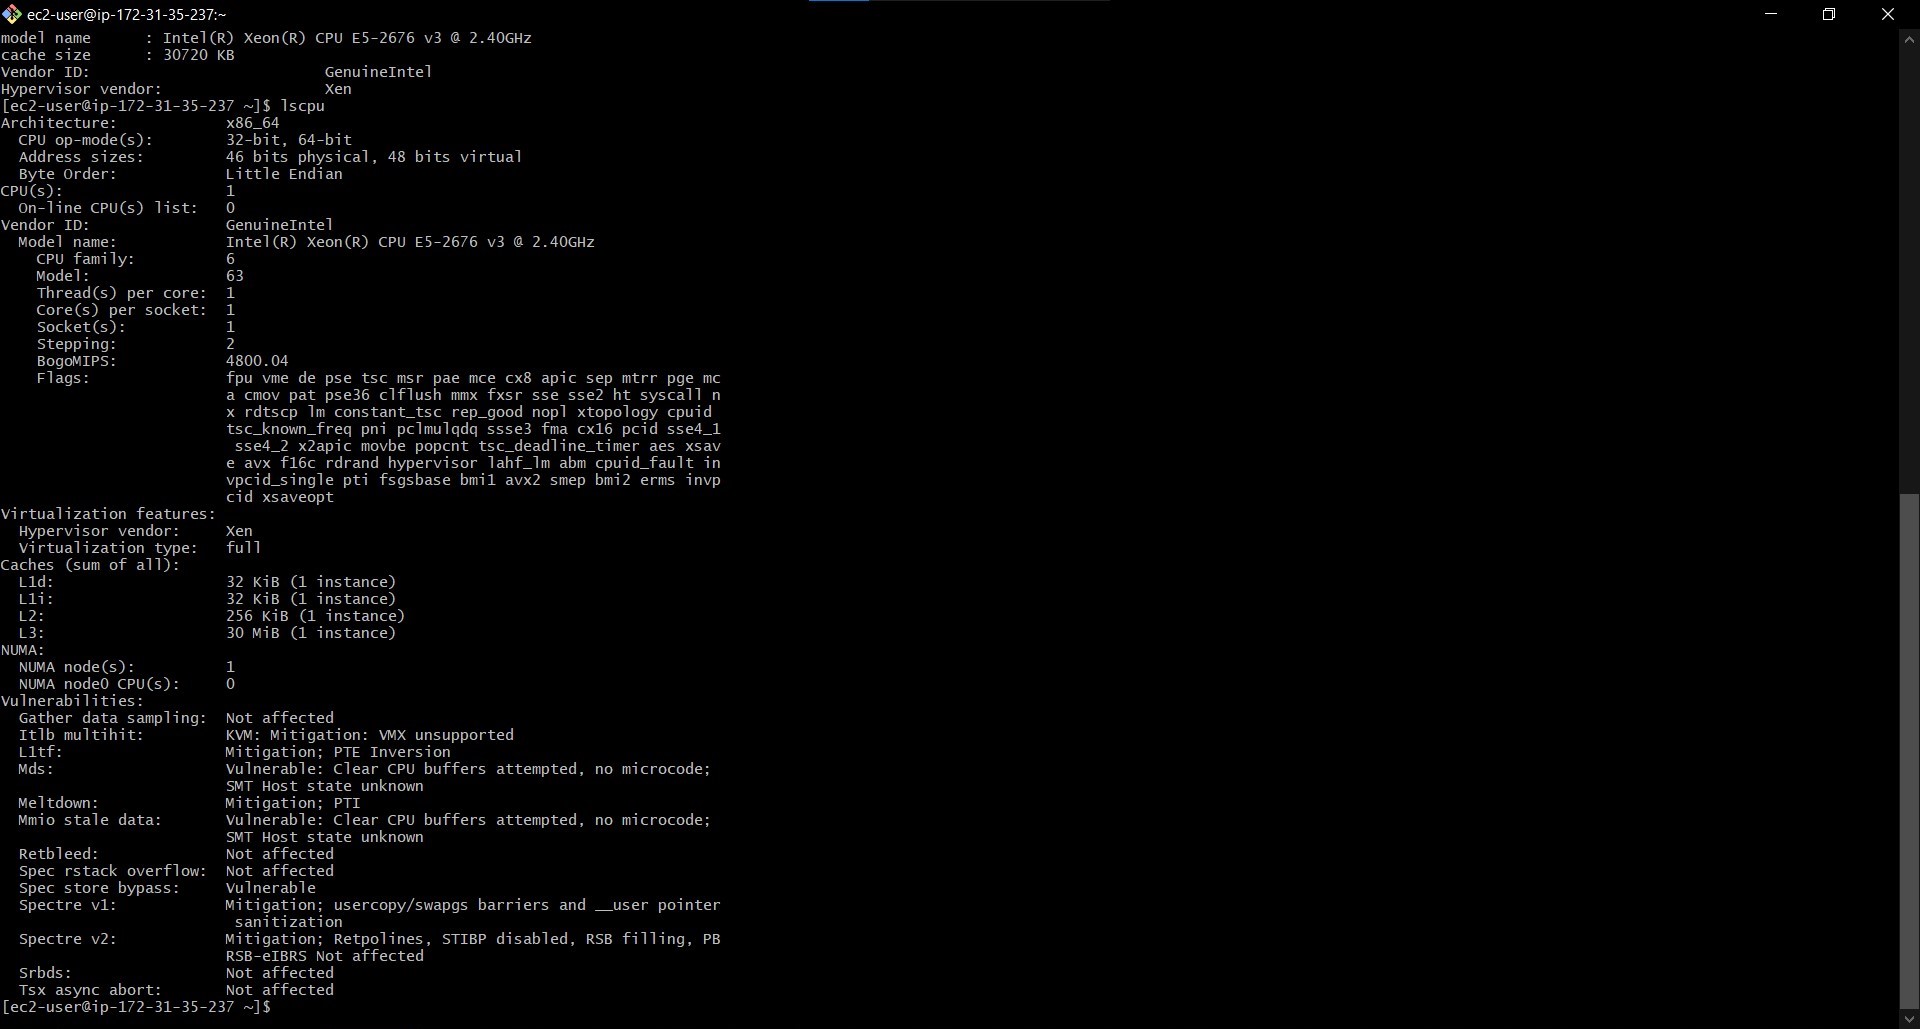 ec2-user@ip-172-31-35-237:~
model name      : Intel(R) Xeon(R) CPU E5-2676 v3 @ 2.40GHz
cache size      : 30720 KB
Vendor ID:                          GenuineIntel
Hypervisor vendor:                  Xen
[ec2-user@ip-172-31-35-237 ~]$ lscpu
Architecture:            x86_64
  CPU op-mode(s):        32-bit, 64-bit
  Address sizes:         46 bits physical, 48 bits virtual
  Byte Order:            Little Endian
CPU(s):                  1
  On-line CPU(s) list:   0
Vendor ID:               GenuineIntel
  Model name:            Intel(R) Xeon(R) CPU E5-2676 v3 @ 2.40GHz
    CPU family:          6
    Model:               63
    Thread(s) per core:  1
    Core(s) per socket:  1
    Socket(s):           1
    Stepping:            2
    BogoMIPS:            4800.04
    Flags:               fpu vme de pse tsc msr pae mce cx8 apic sep mtrr pge mc
                         a cmov pat pse36 clflush mmx fxsr sse sse2 ht syscall n
                         x rdtscp lm constant_tsc rep_good nopl xtopology cpuid
                         tsc_known_freq pni pclmulqdq ssse3 fma cx16 pcid sse4_1
                          sse4_2 x2apic movbe popcnt tsc_deadline_timer aes xsav
                         e avx f16c rdrand hypervisor lahf_lm abm cpuid_fault in
                         vpcid_single pti fsgsbase bmi1 avx2 smep bmi2 erms invp
                         cid xsaveopt
Virtualization features:
  Hypervisor vendor:     Xen
  Virtualization type:   full
Caches (sum of all):
  L1d:                   32 KiB (1 instance)
  L1i:                   32 KiB (1 instance)
  L2:                    256 KiB (1 instance)
  L3:                    30 MiB (1 instance)
NUMA:
  NUMA node(s):          1
  NUMA node0 CPU(s):     0
Vulnerabilities:
  Gather data sampling:  Not affected
  Itlb multihit:         KVM: Mitigation: VMX unsupported
  L1tf:                  Mitigation; PTE Inversion
  Mds:                   Vulnerable: Clear CPU buffers attempted, no microcode;
                         SMT Host state unknown
  Meltdown:              Mitigation; PTI
  Mmio stale data:       Vulnerable: Clear CPU buffers attempted, no microcode;
                         SMT Host state unknown
  Retbleed:              Not affected
  Spec rstack overflow:  Not affected
  Spec store bypass:     Vulnerable
  Spectre v1:            Mitigation; usercopy/swapgs barriers and __user pointer
                          sanitization
  Spectre v2:            Mitigation; Retpolines, STIBP disabled, RSB filling, PB
                         RSB-eIBRS Not affected
  Srbds:                 Not affected
  Tsx async abort:       Not affected
[ec2-user@ip-172-31-35-237 ~]$